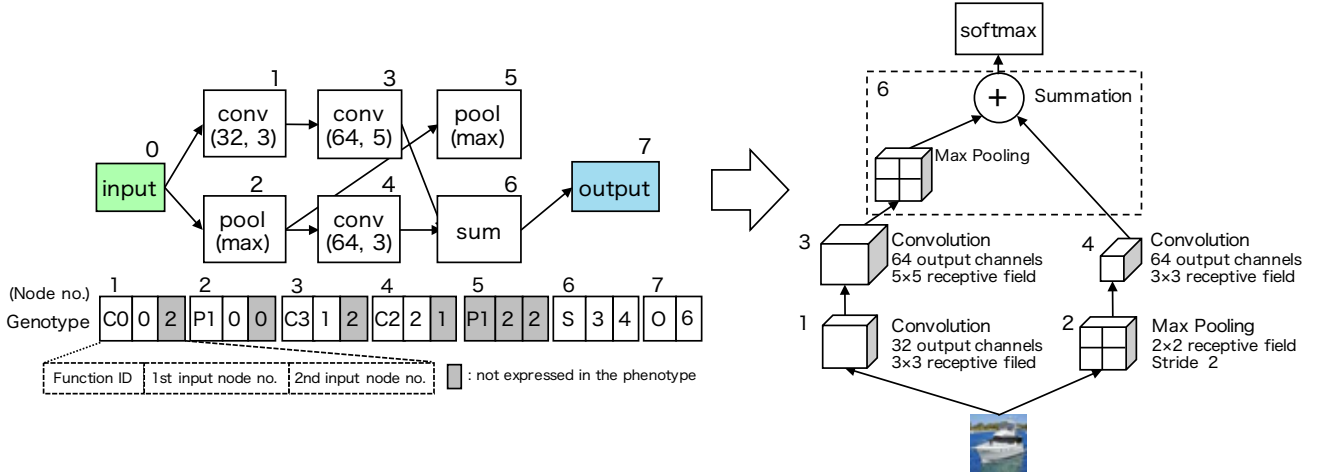 0
input
1
conv
(32, 3)
2
pool
(max)
3
conv
(64, 5)
4
conv
(64, 3)
5
pool
(max)
6
sum
7
output
(Node no.)
1 2 3 4 5 6 7
Genotype C0 0 2 P1 0 0 C3 1 2 C2 2 1 P1 2 2 S 3 4 O 6
Function ID 1st input node no. 2nd input node no.
: not expressed in the phenotype
softmax
6
+
Summation
Max Pooling
3
Convolution
64 output channels
5×5 receptive field
4
Convolution
64 output channels
3×3 receptive field
1
Convolution
32 output channels
3×3 receptive filed
2
Max Pooling
2×2 receptive field
Stride 2